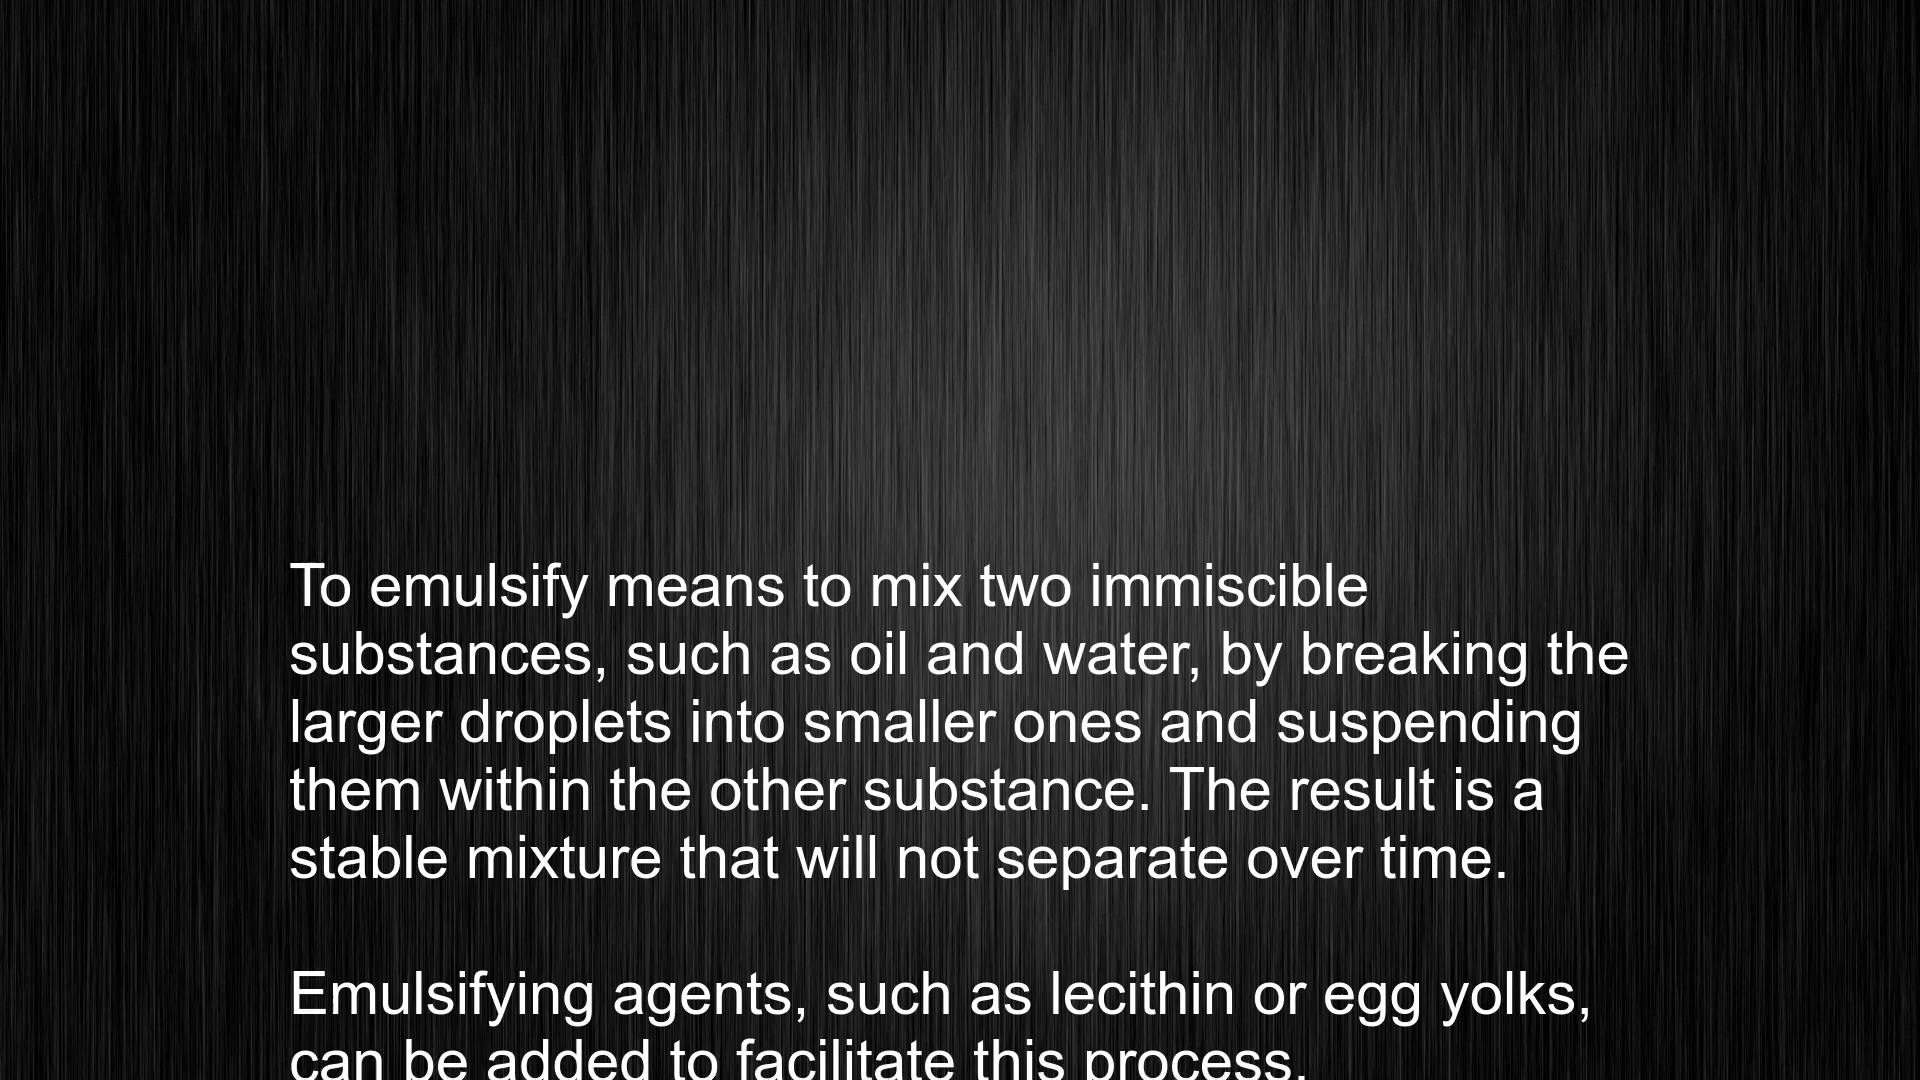 To emulsify means to mix two immiscible
substances, such as oil and water, by breaking the
larger droplets into smaller ones and suspending
them within the other substance. The result is a
stable mixture that will not separate over time.
Emulsifying agents, such as lecithin or egg yolks,
can be added to facilitate this process.